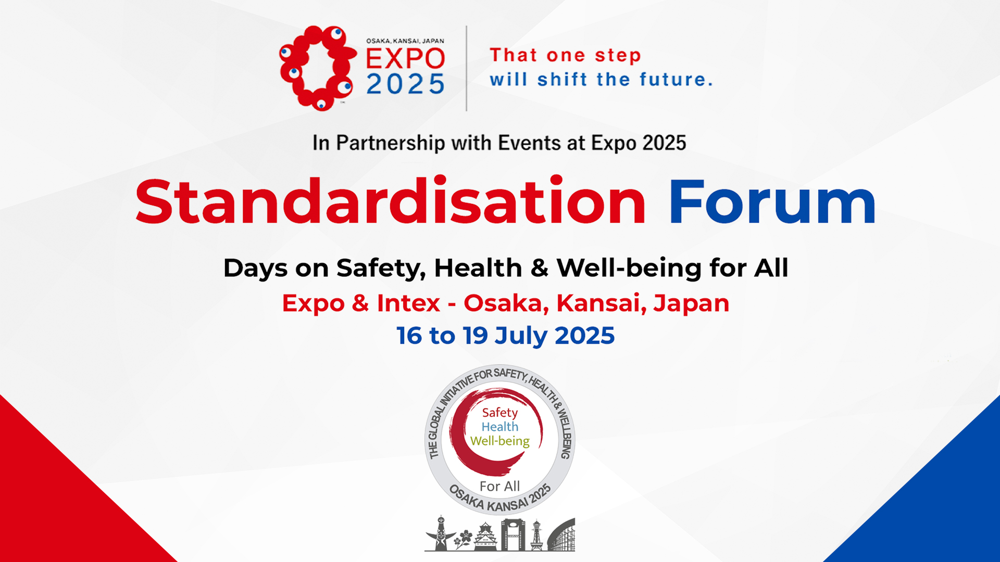 OSAKA, KANSAI, JAPAN
EXPO
2025
That one step
will shift the future.
In Partnership with Events at Expo 2025
Standardisation Forum
Days on Safety, Health & Well-being for All
Expo & Intex - Osaka, Kansai, Japan
16 to 19 July 2025
THE GLOBAL INITIATIVE FOR SAFETY, HEALTH & WELLBEING
Safety
Health
Well-being
For All
OSAKA KANSAI 2025